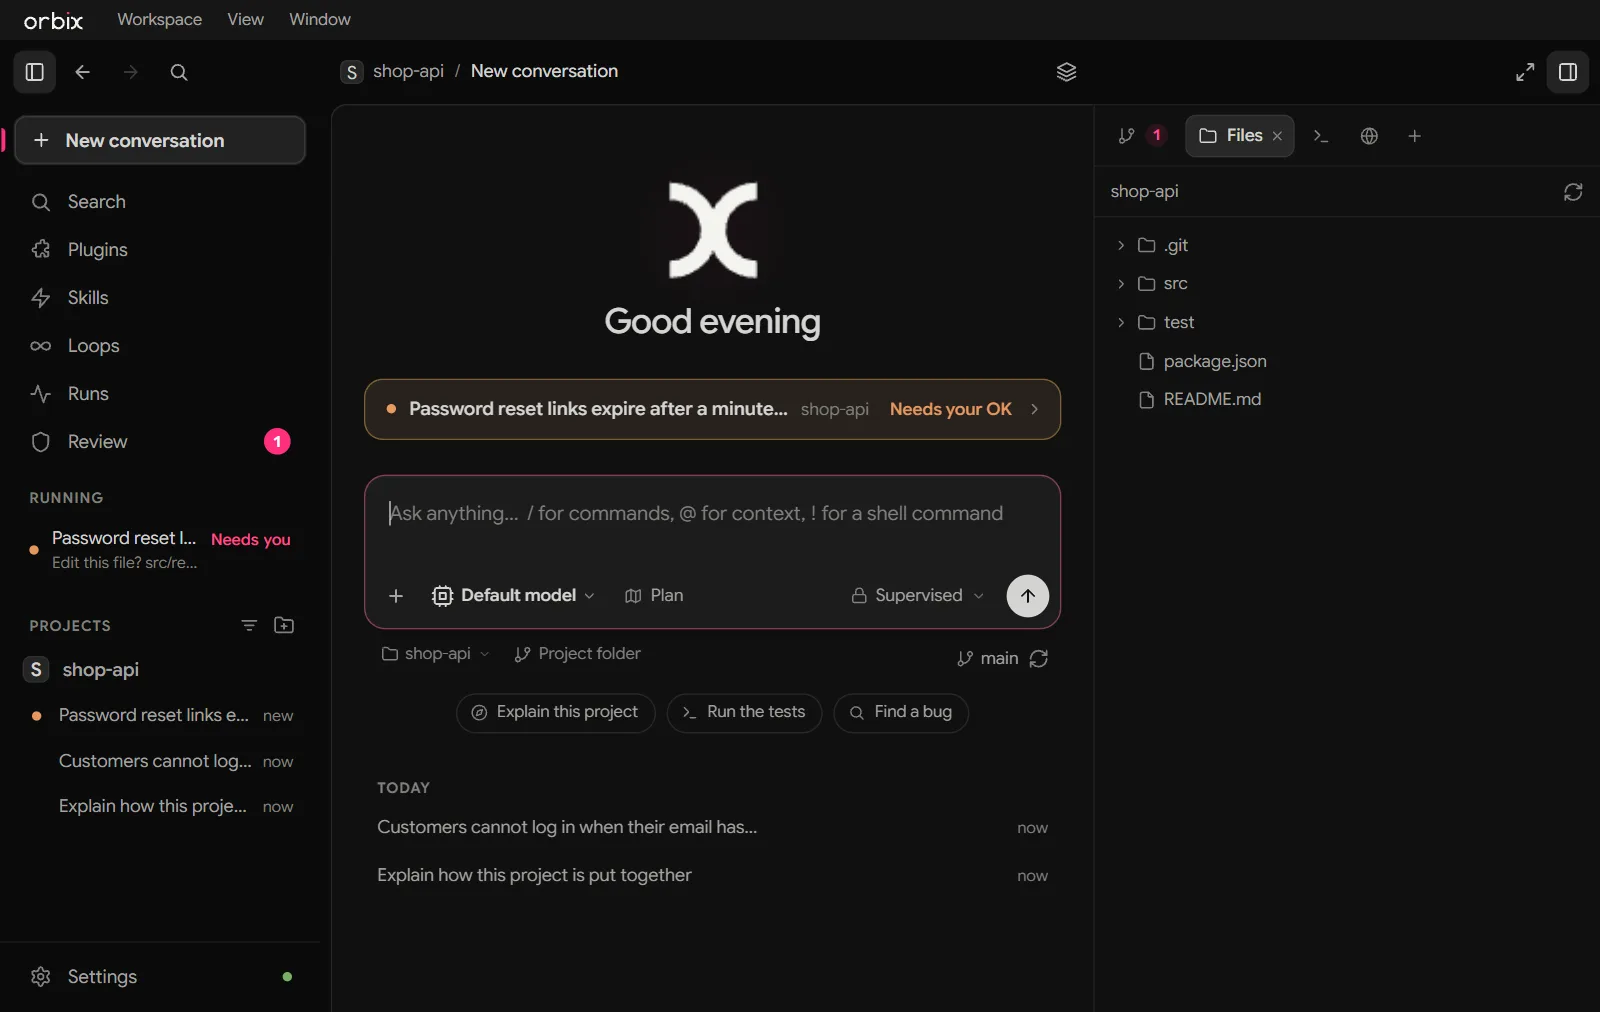 orbix Workspace View Window
S shop-api / New conversation
New conversation
Search
Plugins
Skills
Loops
Runs
Review 1
RUNNING
Password reset l... Needs you
Edit this file? src/re...
PROJECTS
S shop-api
Password reset links e... new
Customers cannot log... now
Explain how this proje... now
Settings
Good evening
Password reset links expire after a minute... shop-api Needs your OK
Ask anything... / for commands, @ for context, ! for a shell command
Default model Plan Supervised
shop-api Project folder main
Explain this project Run the tests Find a bug
TODAY
Customers cannot log in when their email has... now
Explain how this project is put together now
1 Files
shop-api
.git
src
test
package.json
README.md